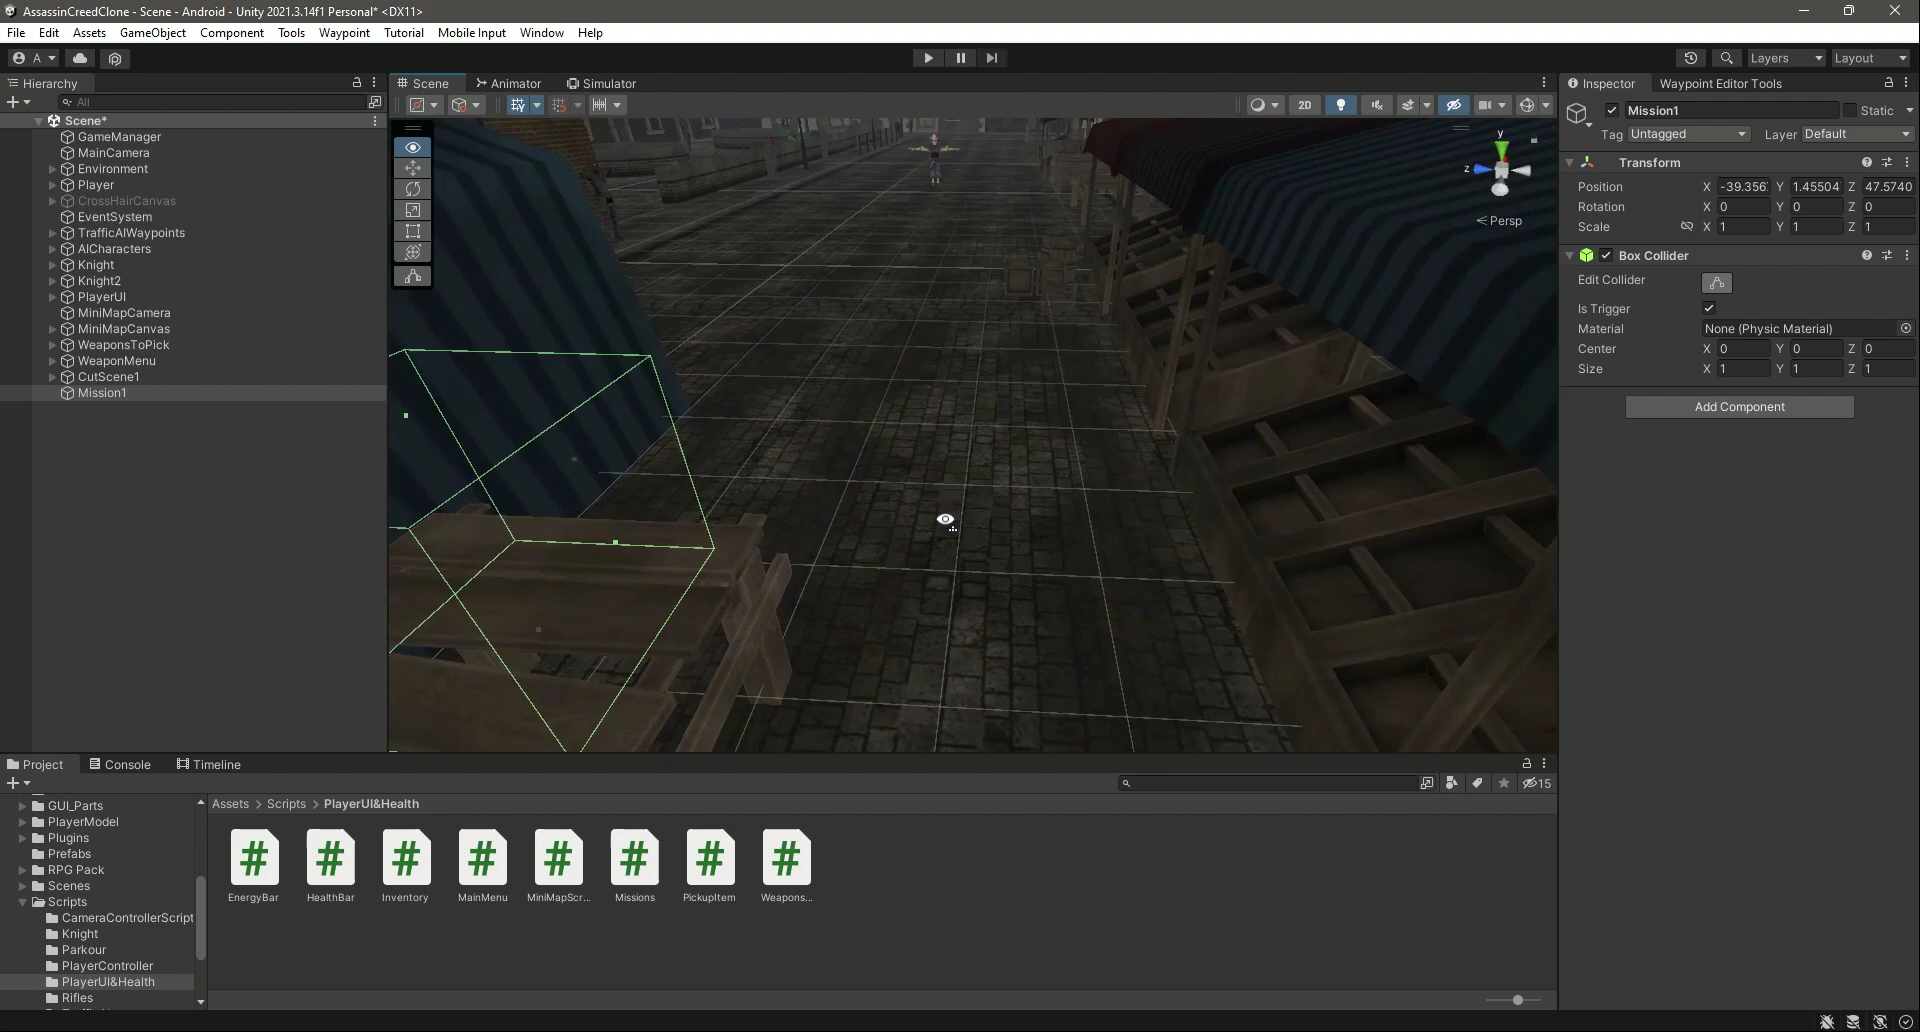 AssassinCreedClone - Scene - Android - Unity 2021.3.14f1 Personal* <DX11>
File Edit Assets GameObject Component Tools Jobs Waypoint Tutorial Mobile Input Window Help
A
Layers Layout
Hierarchy
All
Scene*
GameManager
MainCamera
Environment
Player
CrossHairCanvas
EventSystem
TrafficAIWaypoints
AICharacters
Knight
Knight2
PlayerUI
MiniMapCamera
MiniMapCanvas
WeaponsToPick
WeaponMenu
CutScene1
Mission1
Scene Animator Simulator
2D
y
z
Persp
Inspector Waypoint Editor Tools
Mission1 Static
Tag Untagged Layer Default
Transform
Position X -39.356 Y 1.45504 Z 47.5740
Rotation X 0 Y 0 Z 0
Scale X 1 Y 1 Z 1
Box Collider
Edit Collider
Is Trigger
Material None (Physic Material)
Center X 0 Y 0 Z 0
Size X 1 Y 1 Z 1
Add Component
Project Console Timeline
15
GUI_Parts
PlayerModel
Plugins
Prefabs
RPG Pack
Scenes
Scripts
CameraControllerScript
Knight
Parkour
PlayerController
PlayerUI&Health
Rifles
Assets > Scripts > PlayerUI&Health
# # # # # # # #
EnergyBar HealthBar Inventory MainMenu MiniMapScr... Missions PickupItem Weapons...